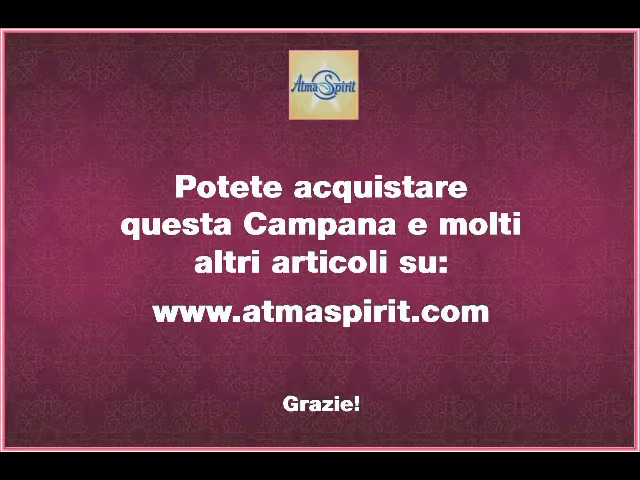 Atma Spirit
Potete acquistare
questa Campana e molti
altri articoli su:
www.atmaspirit.com
Grazie!